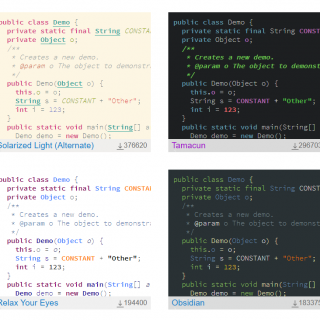 public class Demo {
private static final String CONSTA
private Object o;
/**
* Creates a new demo.
* @param o The object to demonstr
*/
public Demo(Object o) {
this.o = o;
String s = CONSTANT + "Other";
int i = 123;
}
public static void main(String[] a
Demo demo = new Demo();
Solarized Light (Alternate) 376620
public class Demo {
private static final String CONSTA
private Object o;
/**
* Creates a new demo.
* @param o The object to demonst
*/
public Demo(Object o) {
this.o = o;
String s = CONSTANT + "Other";
int i = 123;
}
public static void main(String[]
Demo demo = new Demo();
Tamacun 29670
public class Demo {
private static final String CONSTA
private Object o;
/**
* Creates a new demo.
* @param o The object to demonstr
*/
public Demo(Object o) {
this.o = o;
String s = CONSTANT + "Other";
int i = 123;
}
public static void main(String[] a
Demo demo = new Demo();
Relax Your Eyes 194400
public class Demo {
private static final String CONSTA
private Object o;
/**
* Creates a new demo.
* @param o The object to demonst
*/
public Demo(Object o) {
this.o = o;
String s = CONSTANT + "Other";
int i = 123;
}
public static void main(String[]
Demo demo = new Demo();
Obsidian 18337